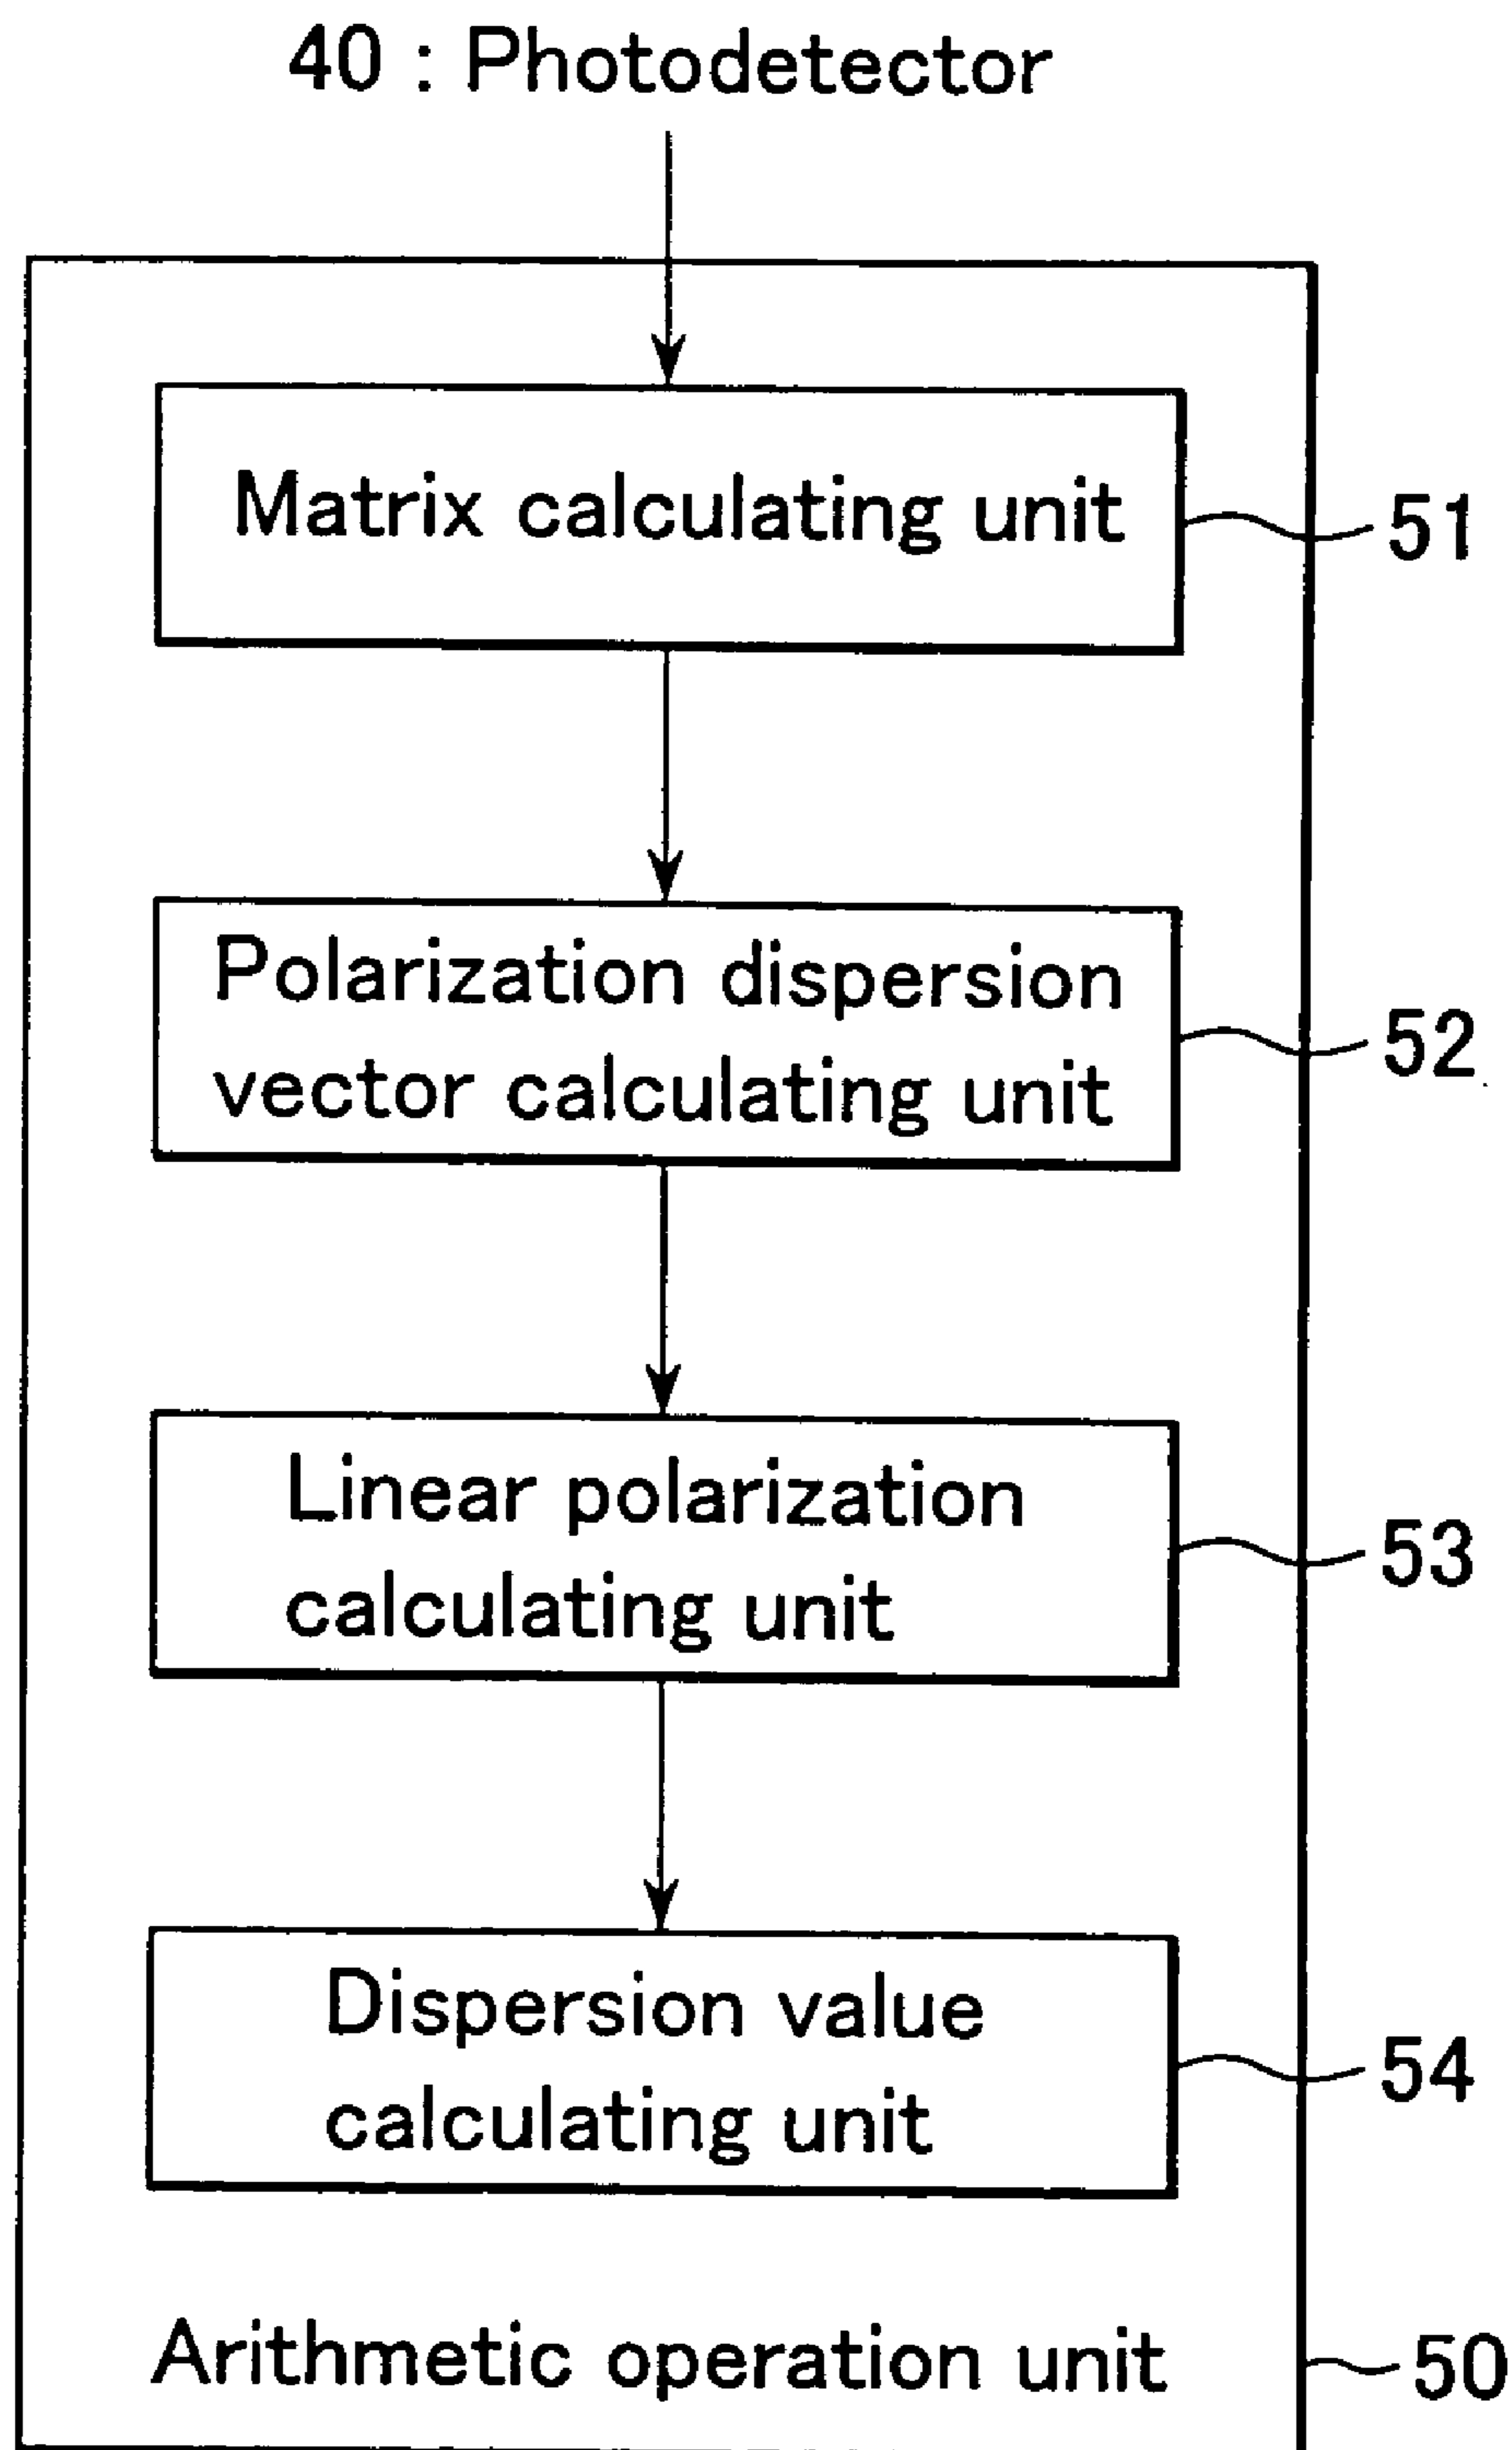 40 : Photodetector
Matrix calculating unit
51
Polarization dispersion
vector calculating unit
52
Linear polarization
calculating unit
53
Dispersion value
calculating unit
54
Arithmetic operation unit
50